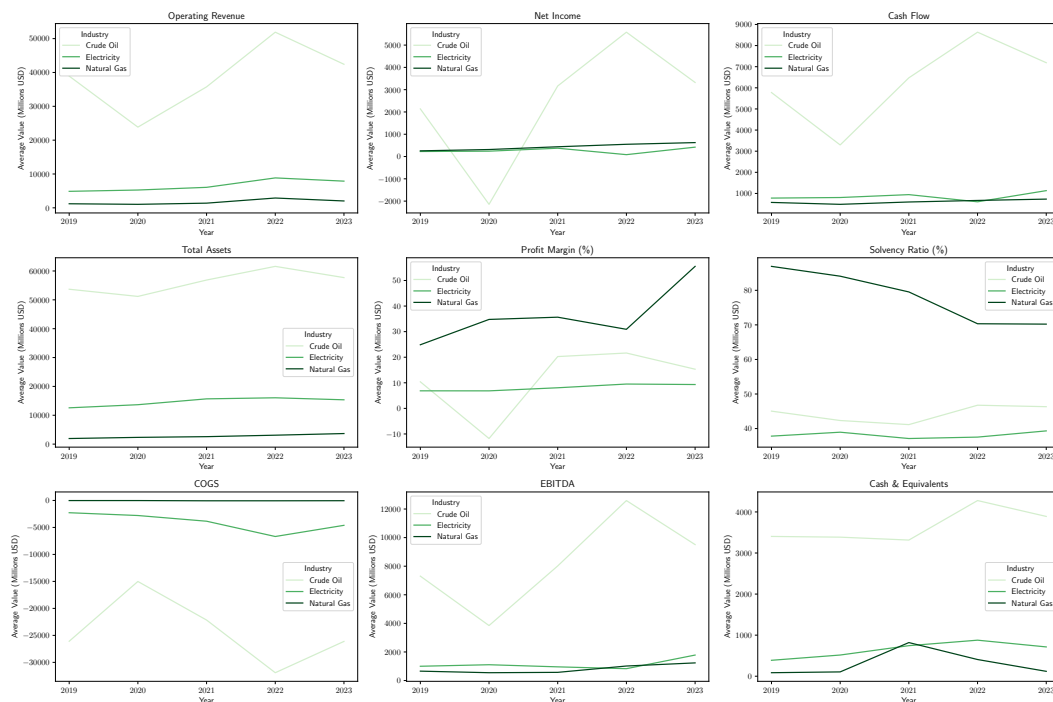 Operating Revenue
Average Value (Millions USD)
50000
40000
30000
20000
10000
0
Industry
Crude Oil
Electricity
Natural Gas
2019 2020 2021 2022 2023
Year
Net Income
Average Value (Millions USD)
5000
4000
3000
2000
1000
0
−1000
−2000
Industry
Crude Oil
Electricity
Natural Gas
2019 2020 2021 2022 2023
Year
Cash Flow
Average Value (Millions USD)
9000
8000
7000
6000
5000
4000
3000
2000
1000
Industry
Crude Oil
Electricity
Natural Gas
2019 2020 2021 2022 2023
Year
Total Assets
Average Value (Millions USD)
60000
50000
40000
30000
20000
10000
0
Industry
Crude Oil
Electricity
Natural Gas
2019 2020 2021 2022 2023
Year
Profit Margin (%)
Average Value (Millions USD)
50
40
30
20
10
0
−10
Industry
Crude Oil
Electricity
Natural Gas
2019 2020 2021 2022 2023
Year
Solvency Ratio (%)
Average Value (Millions USD)
80
70
60
50
40
Industry
Crude Oil
Electricity
Natural Gas
2019 2020 2021 2022 2023
Year
COGS
Average Value (Millions USD)
0
−5000
−10000
−15000
−20000
−25000
−30000
Industry
Crude Oil
Electricity
Natural Gas
2019 2020 2021 2022 2023
Year
EBITDA
Average Value (Millions USD)
12000
10000
8000
6000
4000
2000
0
Industry
Crude Oil
Electricity
Natural Gas
2019 2020 2021 2022 2023
Year
Cash & Equivalents
Average Value (Millions USD)
4000
3000
2000
1000
0
Industry
Crude Oil
Electricity
Natural Gas
2019 2020 2021 2022 2023
Year